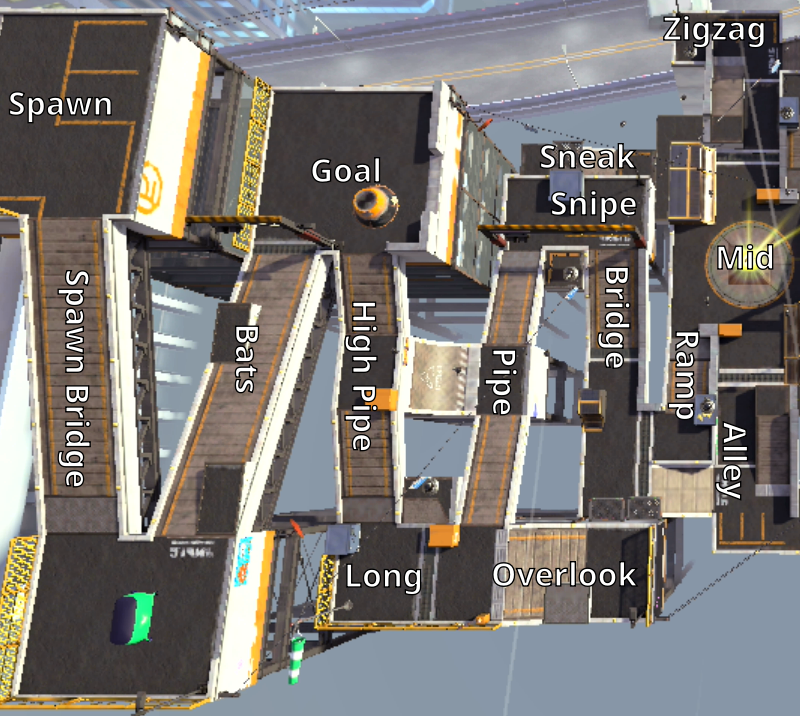 Zigzag
Spawn
Goal
Sneak
Snipe
Mid
Spawn Bridge
Bats
High Pipe
Pipe
Bridge
Ramp
Alley
Long
Overlook